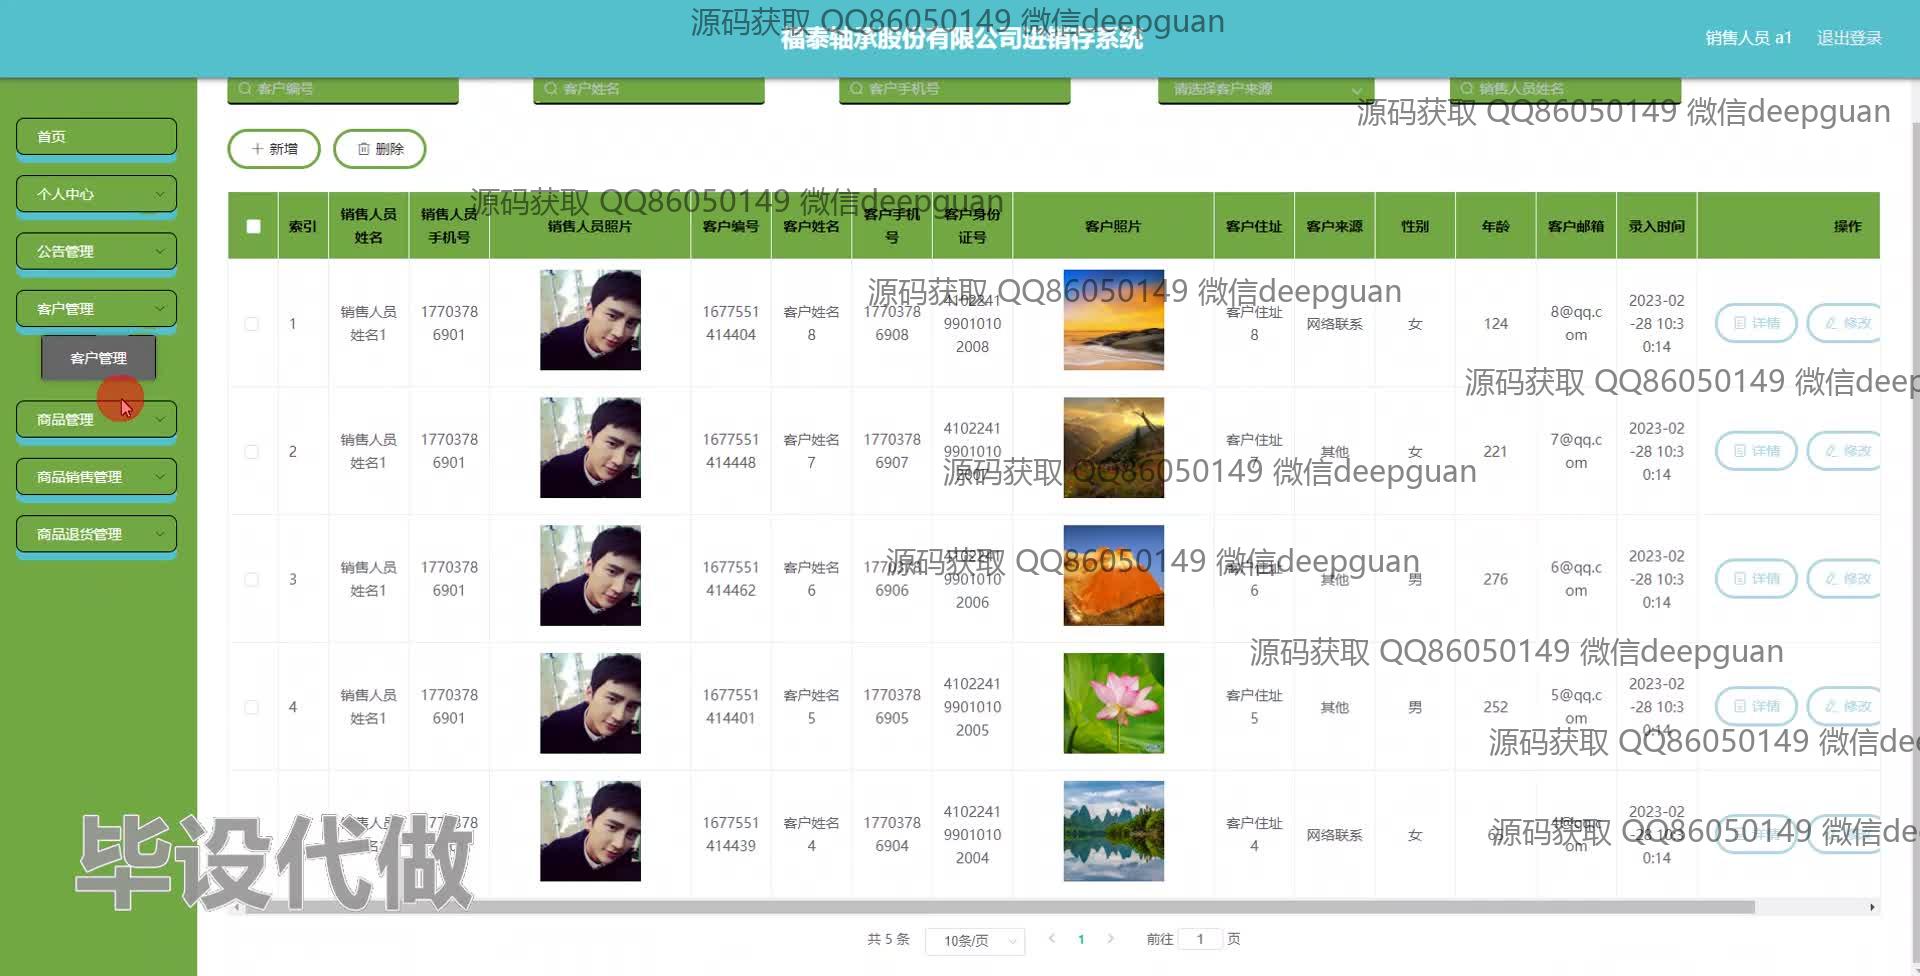 源码获取 QQ86050149 微信deepguan
福泰轴承股份有限公司进销存系统
销售人员 a1 退出登录
客户编号 客户姓名 客户手机号 请选择客户来源 销售人员姓名
源码获取 QQ86050149 微信deepguan
首页
个人中心
公告管理
客户管理
客户管理
商品管理
商品销售管理
商品退货管理
新增 删除
源码获取 QQ86050149 微信deepguan
索引 销售人员姓名 销售人员手机号 销售人员照片 客户编号 客户姓名 客户手机号 客户身份证号 客户照片 客户住址 客户来源 性别 年龄 客户邮箱 录入时间 操作
源码获取 QQ86050149 微信deepguan
1 销售人员姓名1 17703786901 1677551414404 客户姓名8 17703786908 410224199010102008 客户住址8 网络联系 女 124 8@qq.com 2023-02-28 10:30:14 详情 修改
源码获取 QQ86050149 微信deep
2 销售人员姓名1 17703786901 1677551414448 客户姓名7 17703786907 410224199010102007 客户住址7 其他 女 221 7@qq.com 2023-02-28 10:30:14 详情 修改
源码获取 QQ86050149 微信deepguan
3 销售人员姓名1 17703786901 1677551414462 客户姓名6 17703786906 410224199010102006 客户住址6 其他 男 276 6@qq.com 2023-02-28 10:30:14 详情 修改
源码获取 QQ86050149 微信deepguan
源码获取 QQ86050149 微信deepguan
4 销售人员姓名1 17703786901 1677551414401 客户姓名5 17703786905 410224199010102005 客户住址5 其他 男 252 5@qq.com 2023-02-28 10:30:14 详情 修改
源码获取 QQ86050149 微信dee
5 1677551414439 客户姓名4 17703786904 410224199010102004 客户住址4 网络联系 女 4@qq.com 2023-02-28 10:30:14 详情
源码获取 QQ86050149 微信de
毕设代做
共 5 条 10条/页 1 前往 1 页